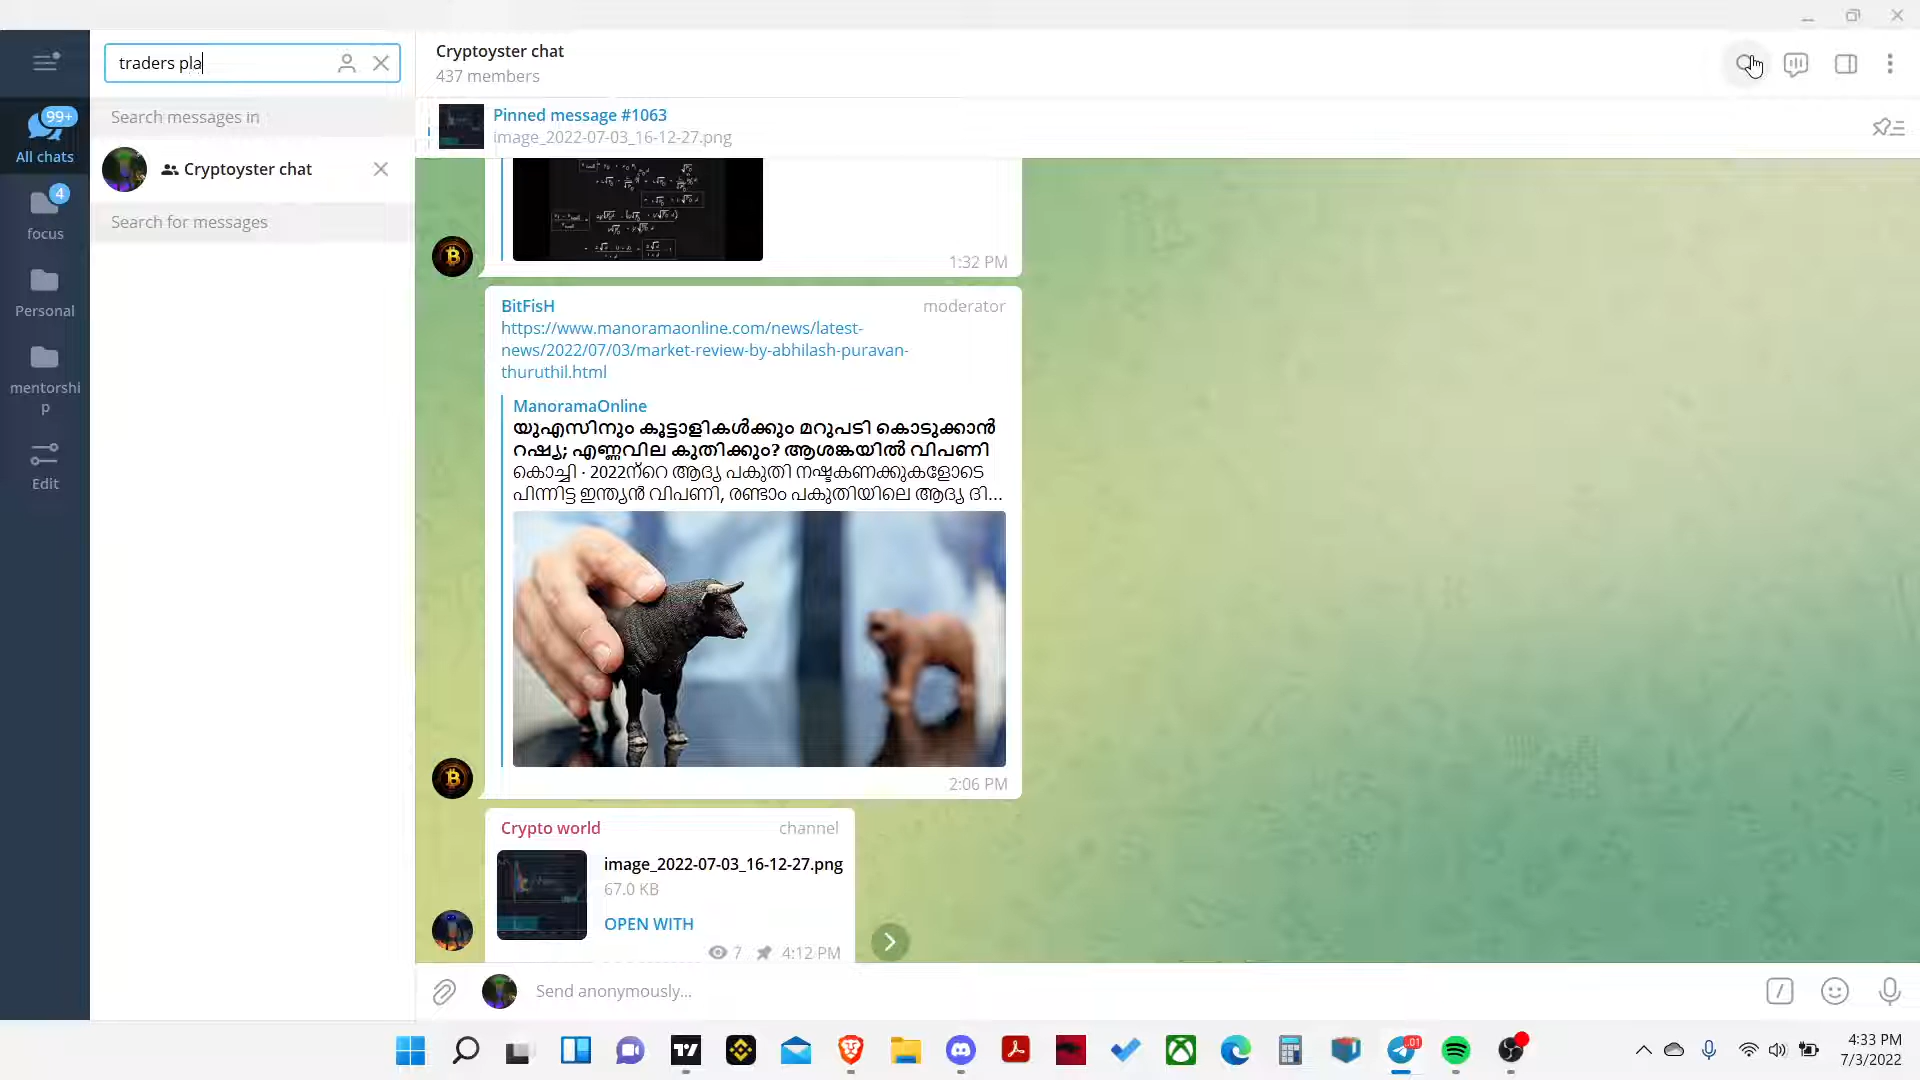 traders pla
Search messages in
Cryptoyster chat
Search for messages
99+
All chats
4
focus
Personal
mentorshi
p
Edit
Cryptoyster chat
437 members
Pinned message #1063
image_2022-07-03_16-12-27.png
1:32 PM
BitFisH
moderator
https://www.manoramaonline.com/news/latest-
news/2022/07/03/market-review-by-abhilash-puravan-
thuruthil.html
ManoramaOnline
യുഎസിനും കൂട്ടാളികൾക്കും മറുപടി കൊടുക്കാൻ
റഷ്യ; എണ്ണവില കുതിക്കും? ആശങ്കയിൽ വിപണി
കൊച്ചി · 2022ന്റെ ആദ്യ പകുതി നഷ്ടകണക്കുകളോടെ
പിന്നിട്ട ഇന്ത്യൻ വിപണി, രണ്ടാം പകുതിയിലെ ആദ്യ ദി...
2:06 PM
Crypto world
channel
image_2022-07-03_16-12-27.png
67.0 KB
OPEN WITH
7
4:12 PM
Send anonymously...
4:33 PM
7/3/2022